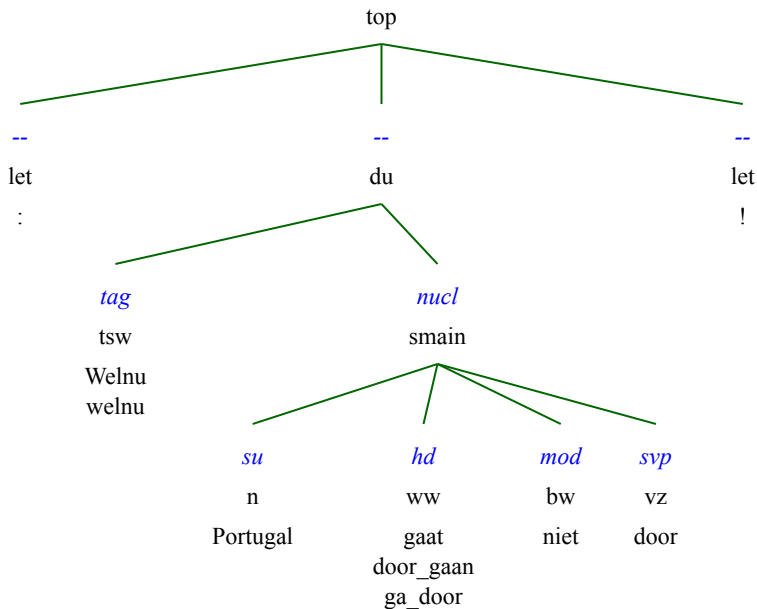 top
-- -- --
let du let
: !
tag nucl
tsw smain
Welnu
welnu
su hd mod svp
n ww bw vz
Portugal gaat niet door
door_gaan
ga_door